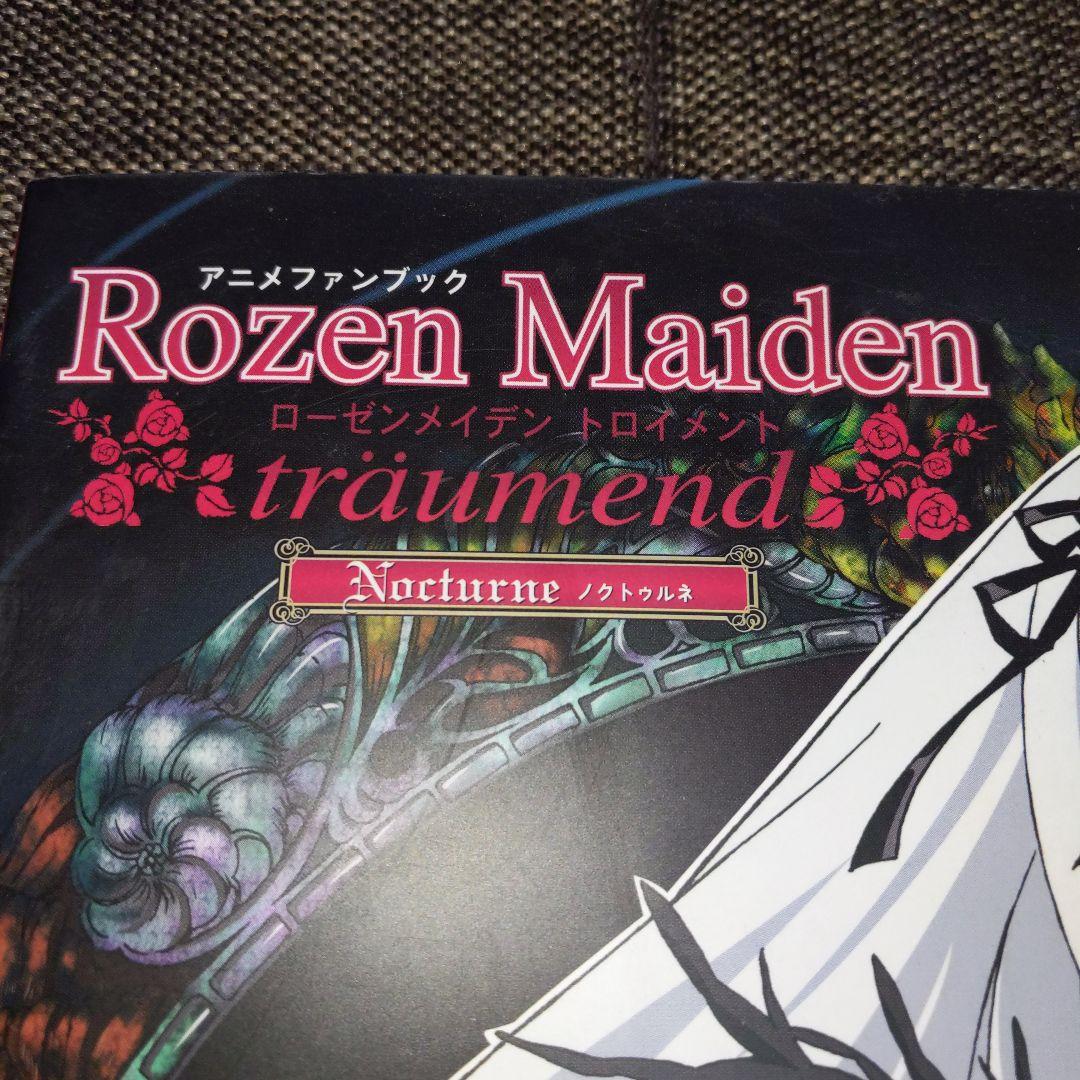 アニメファンブック
Rozen Maiden
ローゼンメイデン トロイメント
träumend
Nocturne ノクトゥルネ